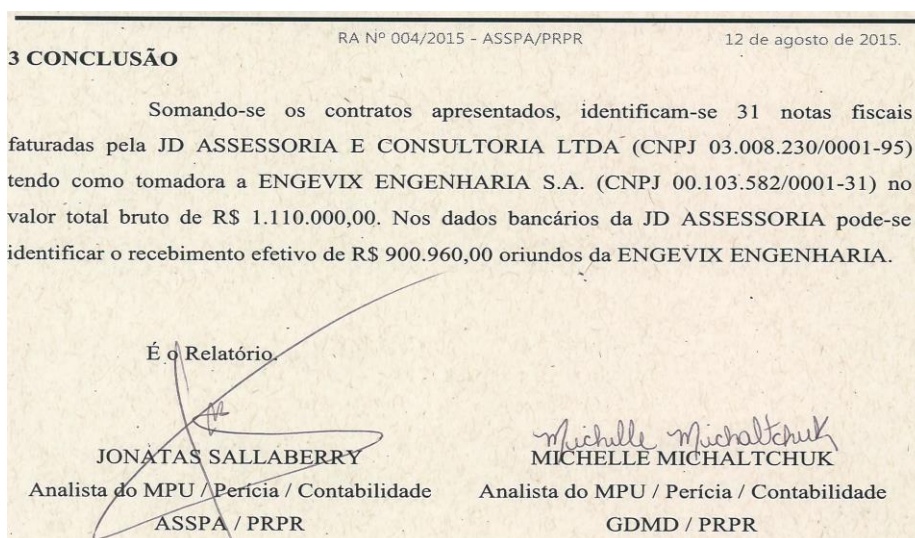 RA Nº 004/2015 - ASSPA/PRPR 12 de agosto de 2015.
3 CONCLUSÃO
Somando-se os contratos apresentados, identificam-se 31 notas fiscais
faturadas pela JD ASSESSORIA E CONSULTORIA LTDA (CNPJ 03.008.230/0001-95)
tendo como tomadora a ENGEVIX ENGENHARIA S.A. (CNPJ 00.103.582/0001-31) no
valor total bruto de R$ 1.110.000,00. Nos dados bancários da JD ASSESSORIA pode-se
identificar o recebimento efetivo de R$ 900.960,00 oriundos da ENGEVIX ENGENHARIA.
É o Relatório.
Michelle Michaltchuk
JONATAS SALLABERRY MICHELLE MICHALTCHUK
Analista do MPU / Perícia / Contabilidade Analista do MPU / Perícia / Contabilidade
ASSPA / PRPR GDMD / PRPR